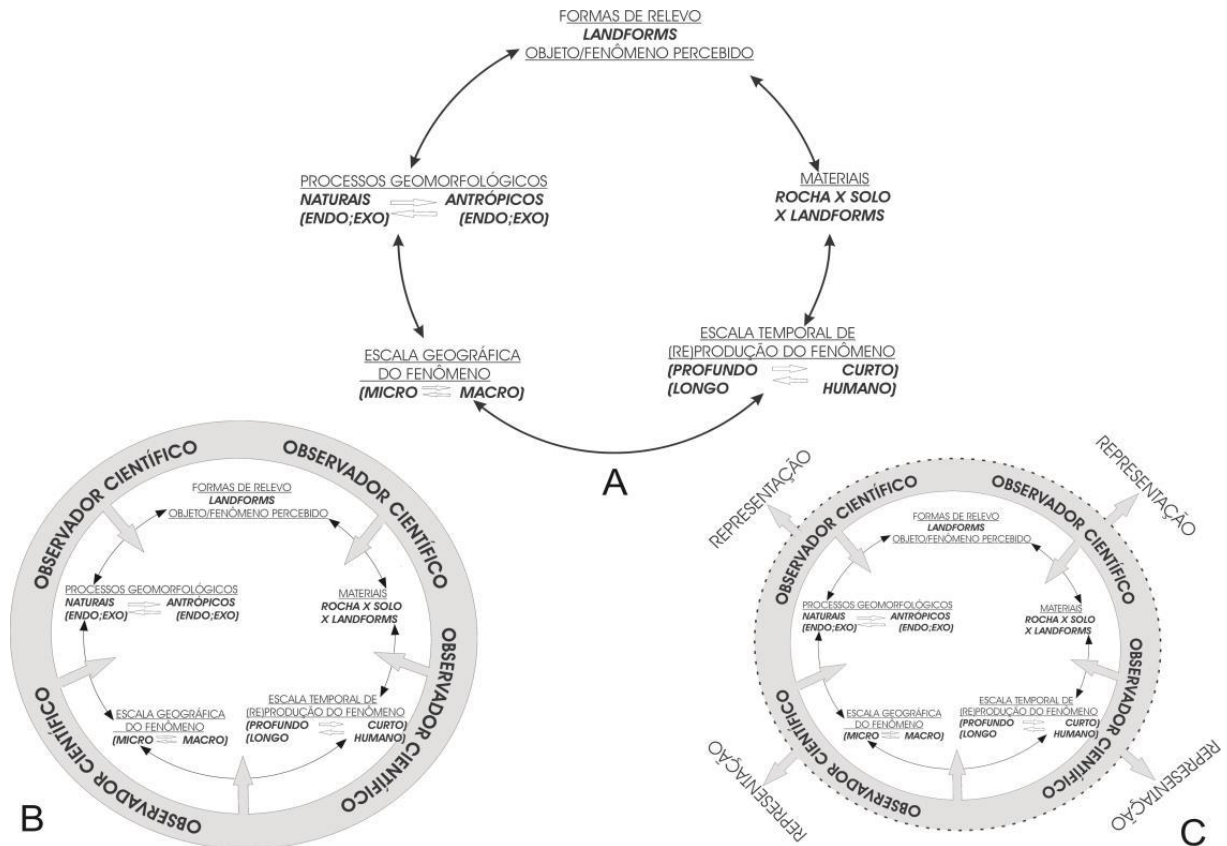 FORMAS DE RELEVO
LANDFORMS
OBJETO/FENÔMENO PERCEBIDO
PROCESSOS GEOMORFOLÓGICOS
NATURAIS ANTRÓPICOS
(ENDO;EXO) (ENDO;EXO)
MATERIAIS
ROCHA X SOLO
X LANDFORMS
ESCALA GEOGRÁFICA
DO FENÔMENO
(MICRO MACRO)
ESCALA TEMPORAL DE
(RE)PRODUÇÃO DO FENÔMENO
(PROFUNDO CURTO)
(LONGO HUMANO)
A
OBSERVADOR CIENTÍFICO
OBSERVADOR CIENTÍFICO
OBSERVADOR CIENTÍFICO
OBSERVADOR CIENTÍFICO
FORMAS DE RELEVO
LANDFORMS
OBJETO/FENÔMENO PERCEBIDO
PROCESSOS GEOMORFOLÓGICOS
NATURAIS ANTRÓPICOS
(ENDO;EXO) (ENDO;EXO)
MATERIAIS
ROCHA X SOLO
X LANDFORMS
ESCALA GEOGRÁFICA
DO FENÔMENO
(MICRO MACRO)
ESCALA TEMPORAL DE
(RE)PRODUÇÃO DO FENÔMENO
(PROFUNDO CURTO)
(LONGO HUMANO)
B
REPRESENTAÇÃO
REPRESENTAÇÃO
OBSERVADOR CIENTÍFICO
OBSERVADOR CIENTÍFICO
OBSERVADOR CIENTÍFICO
OBSERVADOR CIENTÍFICO
FORMAS DE RELEVO
LANDFORMS
OBJETO/FENÔMENO PERCEBIDO
PROCESSOS GEOMORFOLÓGICOS
NATURAIS ANTRÓPICOS
(ENDO;EXO) (ENDO;EXO)
MATERIAIS
ROCHA X SOLO
X LANDFORMS
ESCALA GEOGRÁFICA
DO FENÔMENO
(MICRO MACRO)
ESCALA TEMPORAL DE
(RE)PRODUÇÃO DO FENÔMENO
(PROFUNDO CURTO)
(LONGO HUMANO)
REPRESENTAÇÃO
REPRESENTAÇÃO
C